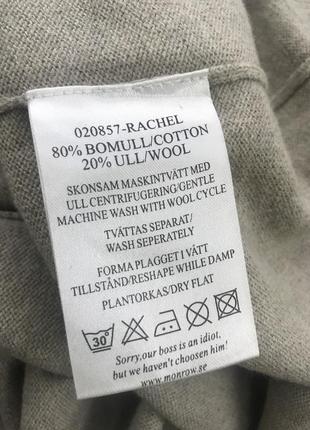 020857-RACHEL
80% BOMULL/COTTON
20% ULL/WOOL
SKONSAM MASKINTVÄTT MED
ULL CENTRIFUGERING/GENTLE
MACHINE WASH WITH WOOL CYCLE
TVÄTTAS SEPARAT/
WASH SEPERATELY
FORMA PLAGGET I VÅTT
TILLSTÅND/RESHAPE WHILE DAMP
PLANTORKAS/DRY FLAT
30°
Sorry,our boss is an idiot,
but we haven't choosen him!
www.monrow.se